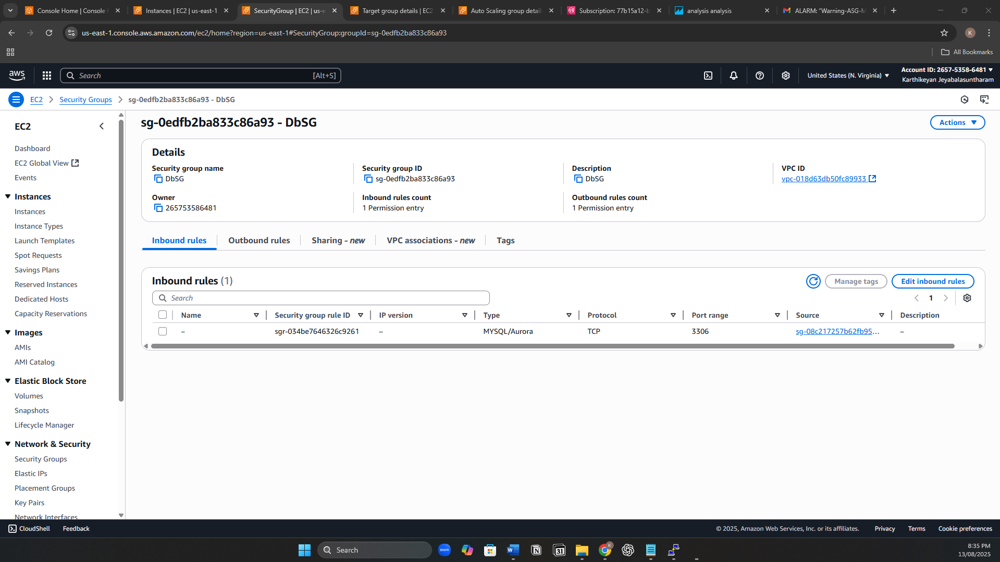 Console Home | Console
Instances | EC2 | us-east-1
SecurityGroup | EC2 | us-e
Target group details | EC2
Auto Scaling group detail
Subscription: 77b15a12-b
analysis analysis
ALARM: "Warning-ASG-M
us-east-1.console.aws.amazon.com/ec2/home?region=us-east-1#SecurityGroup:groupId=sg-0edfb2ba833c86a93
K
All Bookmarks
aws
Search
[Alt+S]
United States (N. Virginia)
Account ID: 2657-5358-6481
Karthikeyan Jeyabalasuntharam
EC2
Security Groups
sg-0edfb2ba833c86a93 - DbSG
EC2
Dashboard
EC2 Global View
Events
Instances
Instances
Instance Types
Launch Templates
Spot Requests
Savings Plans
Reserved Instances
Dedicated Hosts
Capacity Reservations
Images
AMIs
AMI Catalog
Elastic Block Store
Volumes
Snapshots
Lifecycle Manager
Network & Security
Security Groups
Elastic IPs
Placement Groups
Key Pairs
Network Interfaces
sg-0edfb2ba833c86a93 - DbSG
Actions
Details
Security group name
DbSG
Security group ID
sg-0edfb2ba833c86a93
Description
DbSG
VPC ID
vpc-018d63db50fc89933
Owner
265753586481
Inbound rules count
1 Permission entry
Outbound rules count
1 Permission entry
Inbound rules
Outbound rules
Sharing - new
VPC associations - new
Tags
Inbound rules (1)
Manage tags
Edit inbound rules
Search
1
Name Security group rule ID IP version Type Protocol Port range Source Description
– sgr-034be7646326c9261 – MYSQL/Aurora TCP 3306 sg-08c217257b62fb95... –
CloudShell
Feedback
© 2025, Amazon Web Services, Inc. or its affiliates.
Privacy
Terms
Cookie preferences
Search
zoom
W
N
31
K
8:35 PM
13/08/2025